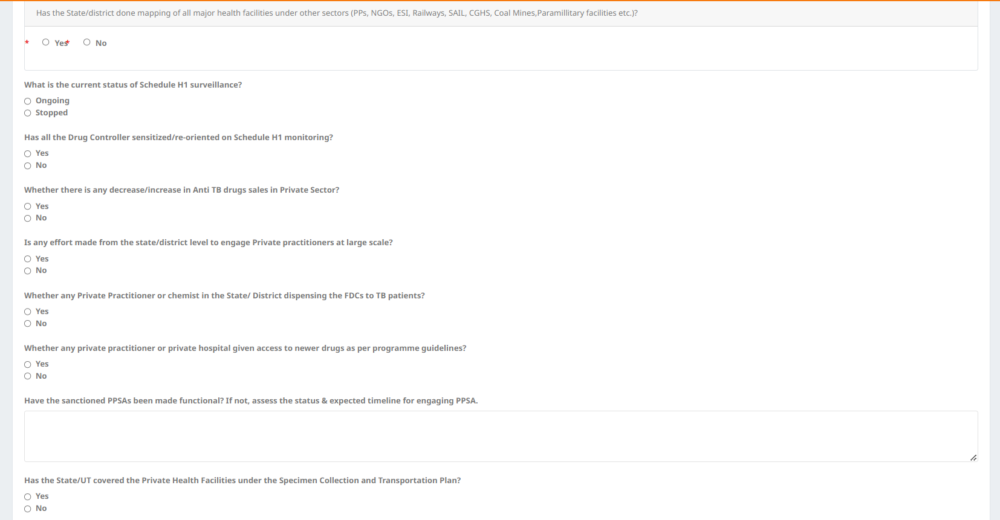 Has the State/district done mapping of all major health facilities under other sectors (PPs, NGOs, ESI, Railways, SAIL, CGHS, Coal Mines,Paramillitary facilities etc.)?
* Yes* No
What is the current status of Schedule H1 surveillance?
Ongoing
Stopped
Has all the Drug Controller sensitized/re-oriented on Schedule H1 monitoring?
Yes
No
Whether there is any decrease/increase in Anti TB drugs sales in Private Sector?
Yes
No
Is any effort made from the state/district level to engage Private practitioners at large scale?
Yes
No
Whether any Private Practitioner or chemist in the State/ District dispensing the FDCs to TB patients?
Yes
No
Whether any private practitioner or private hospital given access to newer drugs as per programme guidelines?
Yes
No
Have the sanctioned PPSAs been made functional? If not, assess the status & expected timeline for engaging PPSA.
Has the State/UT covered the Private Health Facilities under the Specimen Collection and Transportation Plan?
Yes
No